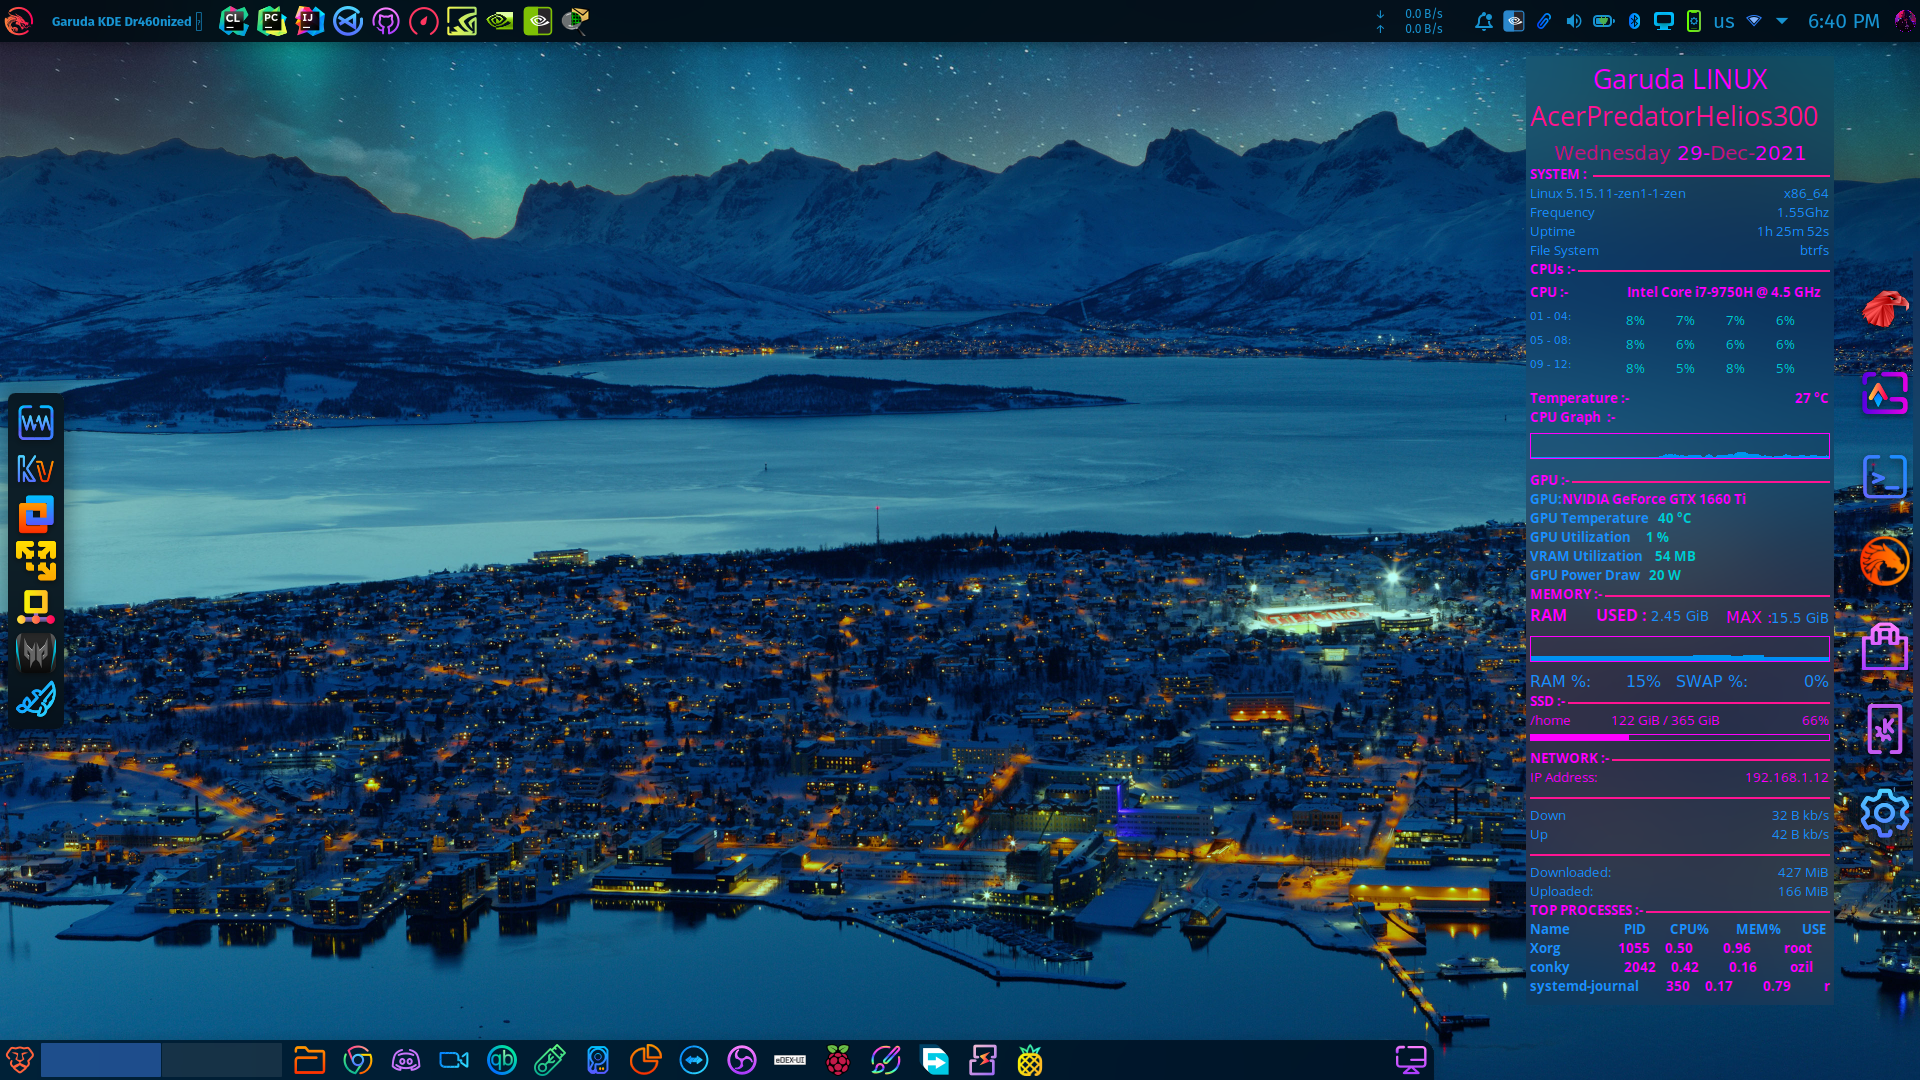 Garuda KDE Dr460nized
CL
PC
IJ
0.0 B/s
0.0 B/s
us
6:40 PM
Garuda LINUX
AcerPredatorHelios300
Wednesday 29-Dec-2021
SYSTEM :
Linux 5.15.11-zen1-1-zen x86_64
Frequency 1.55Ghz
Uptime 1h 25m 52s
File System btrfs
CPUs :-
CPU :- Intel Core i7-9750H @ 4.5 GHz
01 - 04: 8% 7% 7% 6%
05 - 08: 8% 6% 6% 6%
09 - 12: 8% 5% 8% 5%
Temperature :- 27 °C
CPU Graph :-
GPU :-
GPU:NVIDIA GeForce GTX 1660 Ti
GPU Temperature 40 °C
GPU Utilization 1 %
VRAM Utilization 54 MB
GPU Power Draw 20 W
MEMORY :-
RAM USED : 2.45 GiB MAX :15.5 GiB
RAM %: 15% SWAP %: 0%
SSD :-
/home 122 GiB / 365 GiB 66%
NETWORK :-
IP Address: 192.168.1.12
Down 32 B kb/s
Up 42 B kb/s
Downloaded: 427 MiB
Uploaded: 166 MiB
TOP PROCESSES :-
Name PID CPU% MEM% USE
Xorg 1055 0.50 0.96 root
conky 2042 0.42 0.16 ozil
systemd-journal 350 0.17 0.79 r
KV
qb
eDEX-UI